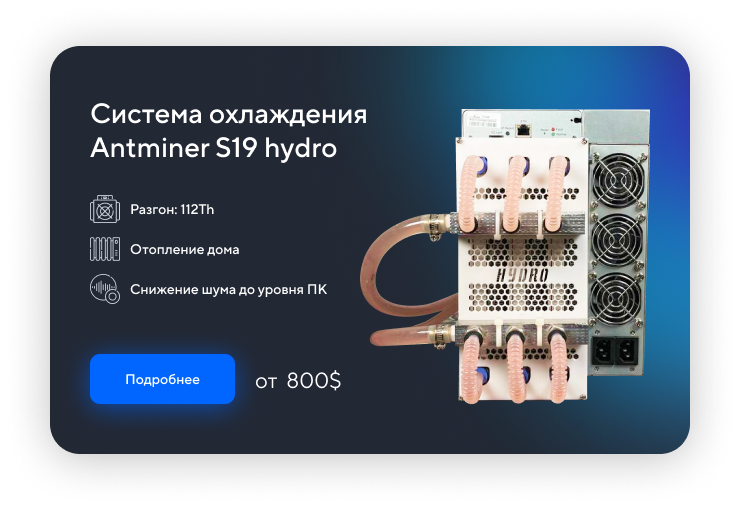 Система охлаждения
Antminer S19 hydro
Разгон: 112Th
Отопление дома
Снижение шума до уровня ПК
Подробнее
от 800$
HYDRO